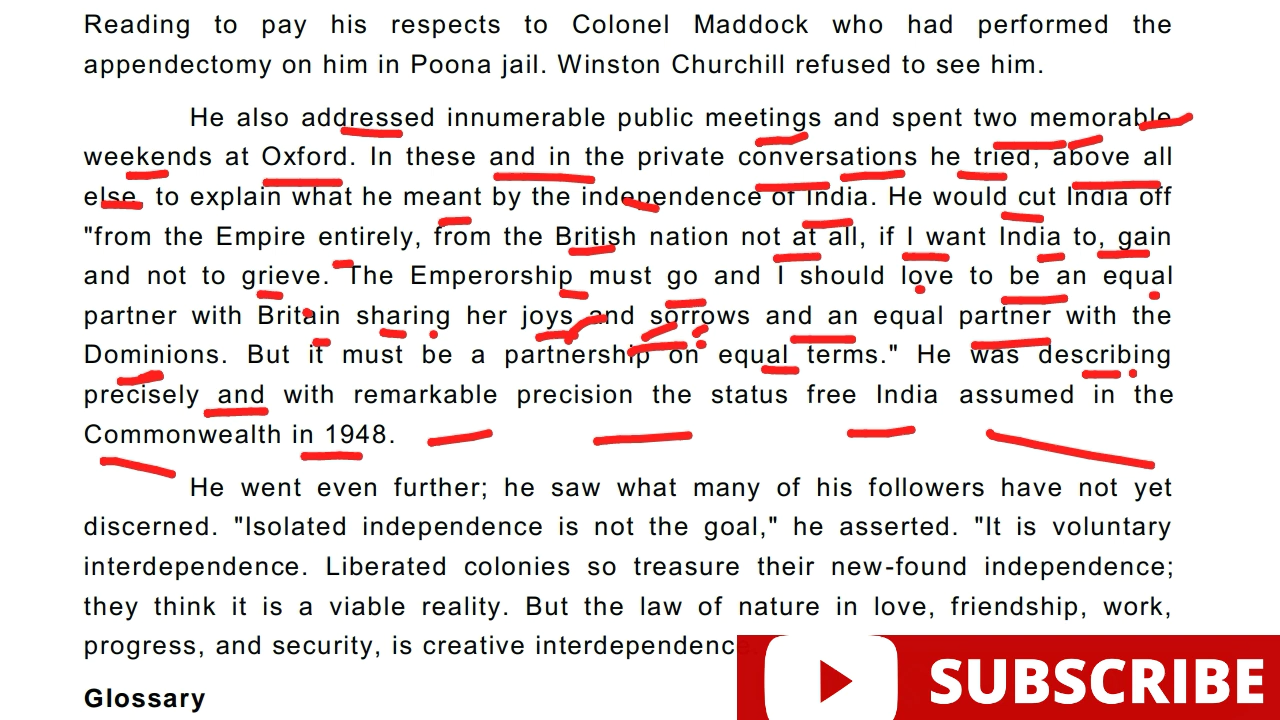 Reading to pay his respects to Colonel Maddock who had performed the
appendectomy on him in Poona jail. Winston Churchill refused to see him.
He also addressed innumerable public meetings and spent two memorable
weekends at Oxford. In these and in the private conversations he tried, above all
else, to explain what he meant by the independence of India. He would cut India off
"from the Empire entirely, from the British nation not at all, if I want India to, gain
and not to grieve. The Emperorship must go and I should love to be an equal
partner with Britain sharing her joys and sorrows and an equal partner with the
Dominions. But it must be a partnership on equal terms." He was describing
precisely and with remarkable precision the status free India assumed in the
Commonwealth in 1948.
He went even further; he saw what many of his followers have not yet
discerned. "Isolated independence is not the goal," he asserted. "It is voluntary
interdependence. Liberated colonies so treasure their new-found independence;
they think it is a viable reality. But the law of nature in love, friendship, work,
progress, and security, is creative interdependence
SUBSCRIBE
Glossary